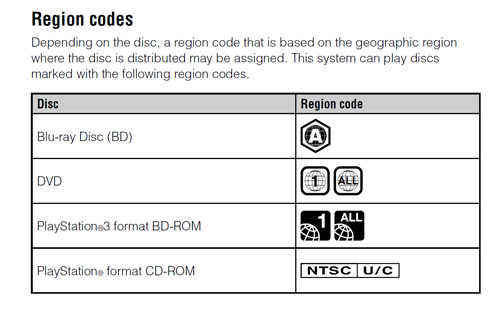 Region codes
Depending on the disc, a region code that is based on the geographic region
where the disc is distributed may be assigned. This system can play discs
marked with the following region codes.
Disc Region code
Blu-ray Disc (BD) A
DVD 1 ALL
PlayStation®3 format BD-ROM 1 ALL
PlayStation® format CD-ROM NTSC U/C